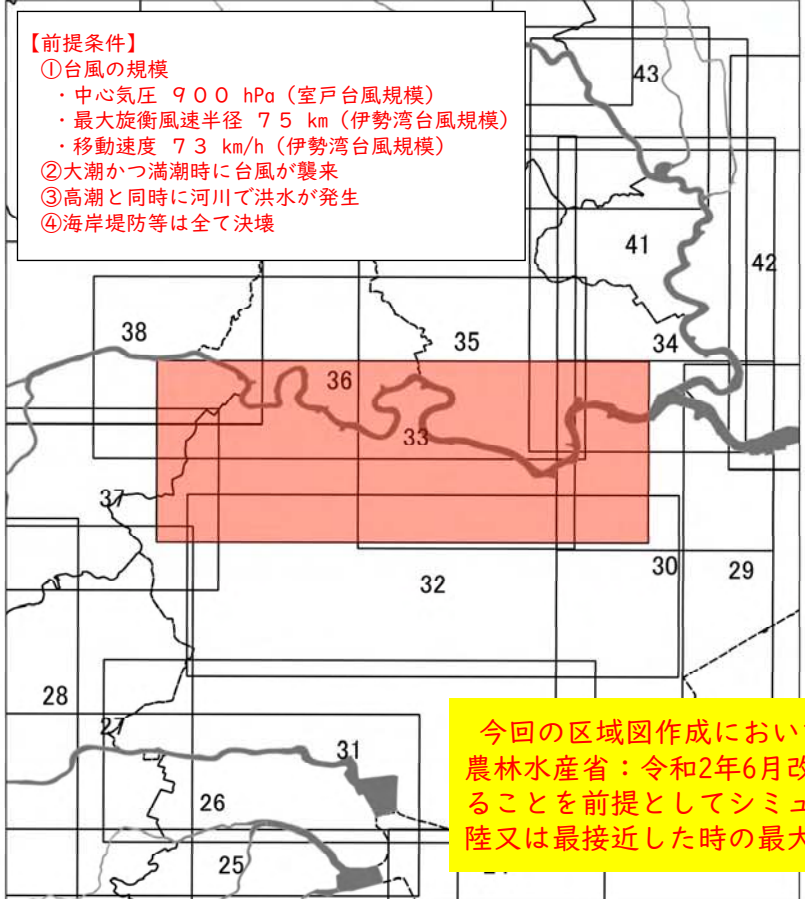 【前提条件】
①台風の規模
・中心気圧 ９００ hPa（室戸台風規模）
・最大旋衡風速半径 ７５ km（伊勢湾台風規模）
・移動速度 ７３ km/h（伊勢湾台風規模）
②大潮かつ満潮時に台風が襲来
③高潮と同時に河川で洪水が発生
④海岸堤防等は全て決壊
43
41
42
38
35
34
36
33
37
32
30
29
28
27
31
26
25
今回の区域図作成におい
農林水産省：令和2年6月改
ることを前提としてシミュ
陸又は最接近した時の最大